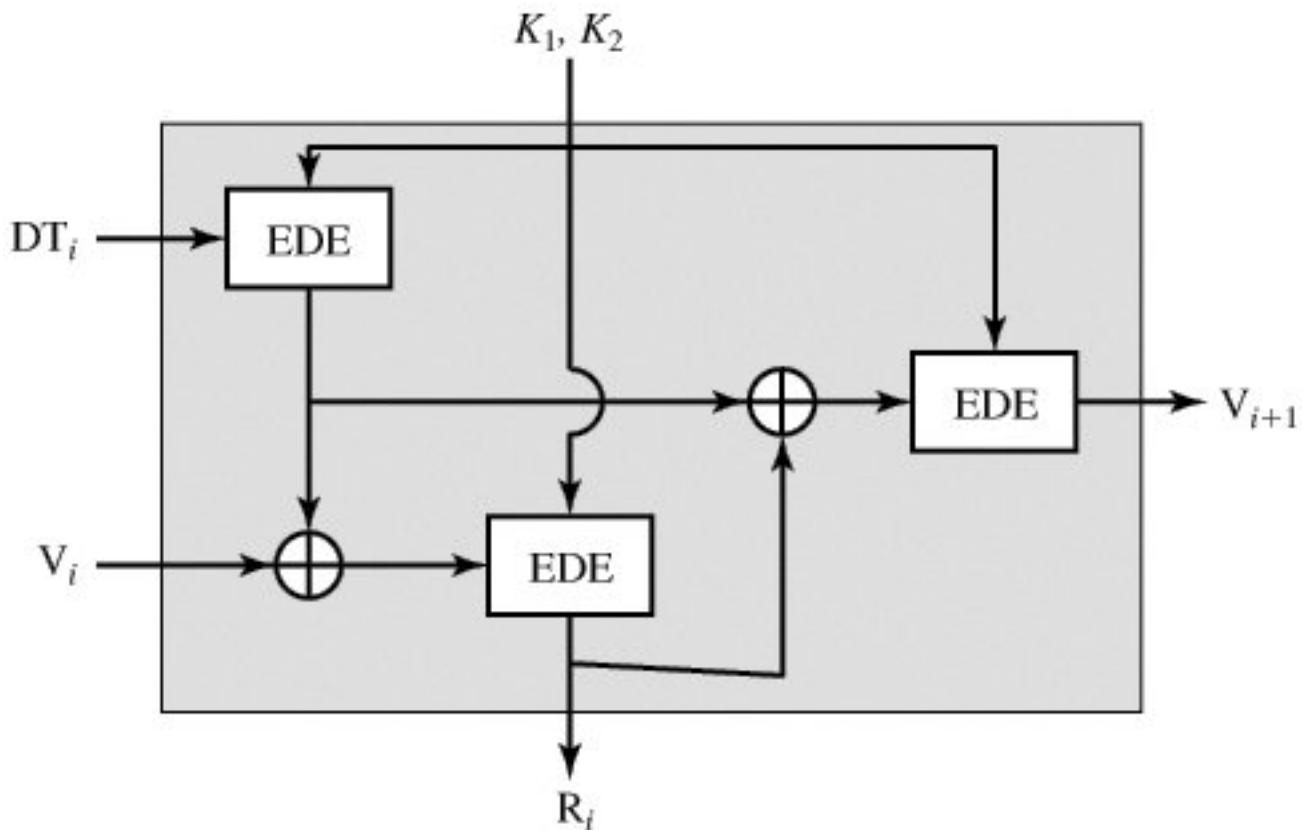 K₁, K₂
DTᵢ
EDE
EDE
Vᵢ₊₁
Vᵢ
EDE
Rᵢ